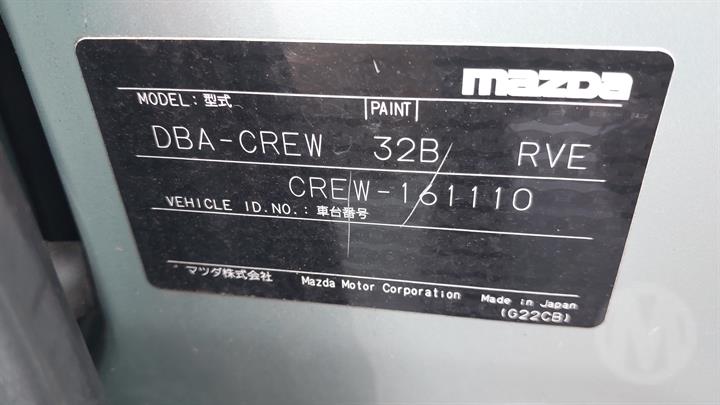 mazda
MODEL: 型式 PAINT
DBA-CREW 32B RVE
CREW-161110
VEHICLE ID.NO.: 車台番号
マツダ株式会社 Mazda Motor Corporation Made in Japan
(G22CB)
M